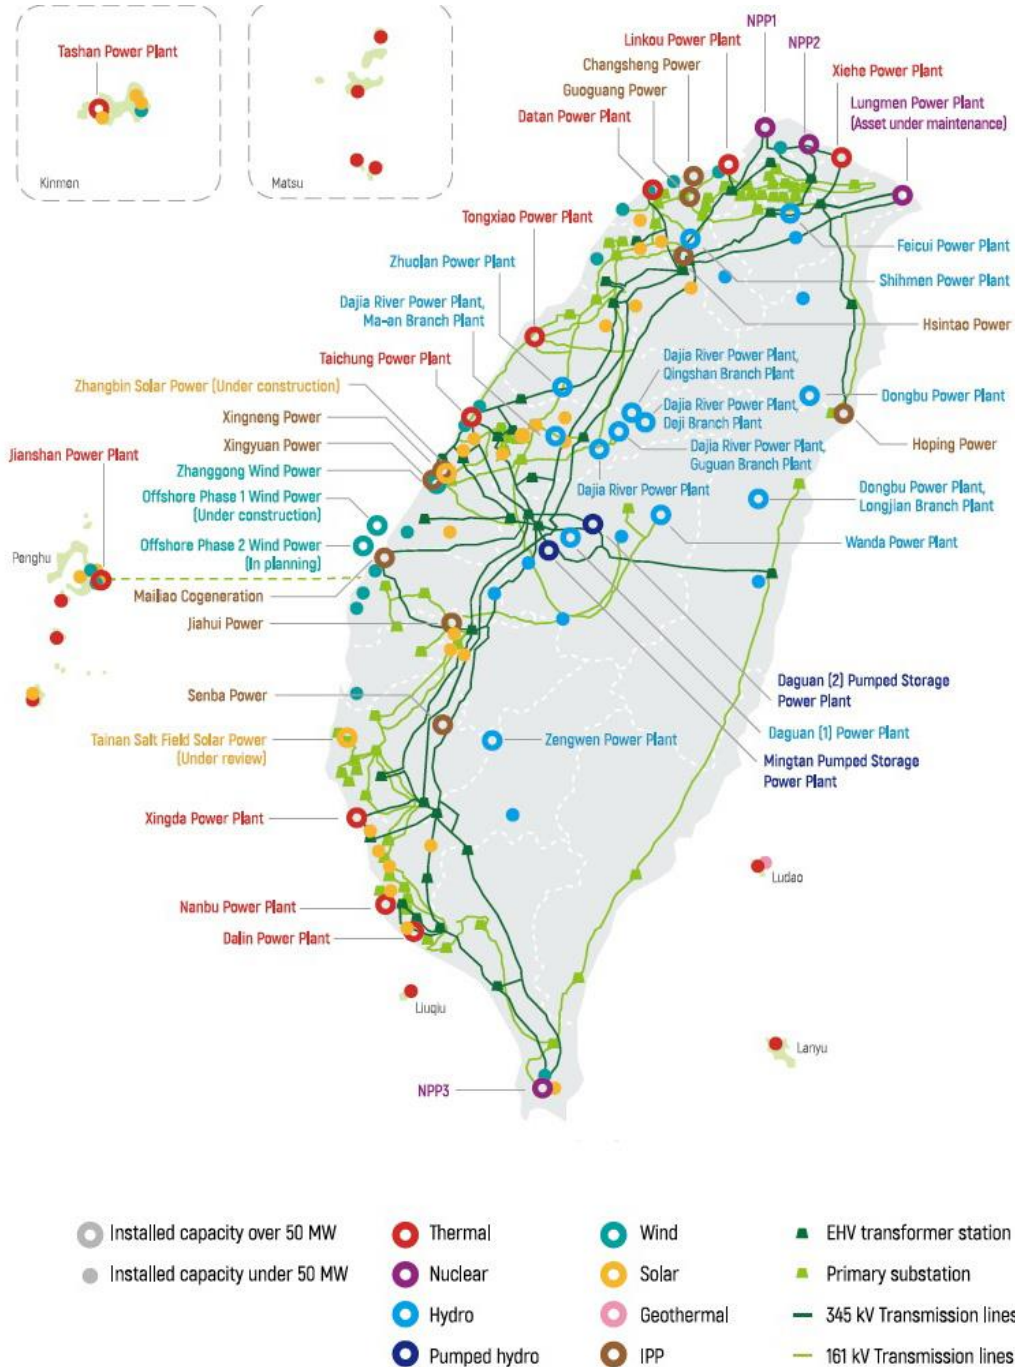 Tashan Power Plant
Kinmen
Matsu
NPP1
NPP2
Linkou Power Plant
Changsheng Power
Guoguang Power
Datan Power Plant
Xiehe Power Plant
Lungmen Power Plant
(Asset under maintenance)
Tongxiao Power Plant
Zhuolan Power Plant
Dajia River Power Plant,
Ma-an Branch Plant
Taichung Power Plant
Zhangbin Solar Power (Under construction)
Xingneng Power
Xingyuan Power
Zhanggong Wind Power
Offshore Phase 1 Wind Power
(Under construction)
Offshore Phase 2 Wind Power
(In planning)
Mailiao Cogeneration
Jiahui Power
Jianshan Power Plant
Penghu
Feicui Power Plant
Shihmen Power Plant
Hsintao Power
Dajia River Power Plant,
Qingshan Branch Plant
Dajia River Power Plant,
Deji Branch Plant
Dajia River Power Plant,
Guguan Branch Plant
Dajia River Power Plant
Dongbu Power Plant
Hoping Power
Dongbu Power Plant,
Longjian Branch Plant
Wanda Power Plant
Senba Power
Tainan Salt Field Solar Power
(Under review)
Zengwen Power Plant
Daguan (2) Pumped Storage
Power Plant
Daguan (1) Power Plant
Mingtan Pumped Storage
Power Plant
Xingda Power Plant
Nanbu Power Plant
Dalin Power Plant
Liuqiu
Ludao
Lanyu
NPP3
Installed capacity over 50 MW
Installed capacity under 50 MW
Thermal
Nuclear
Hydro
Pumped hydro
Wind
Solar
Geothermal
IPP
EHV transformer station
Primary substation
345 kV Transmission lines
161 kV Transmission lines